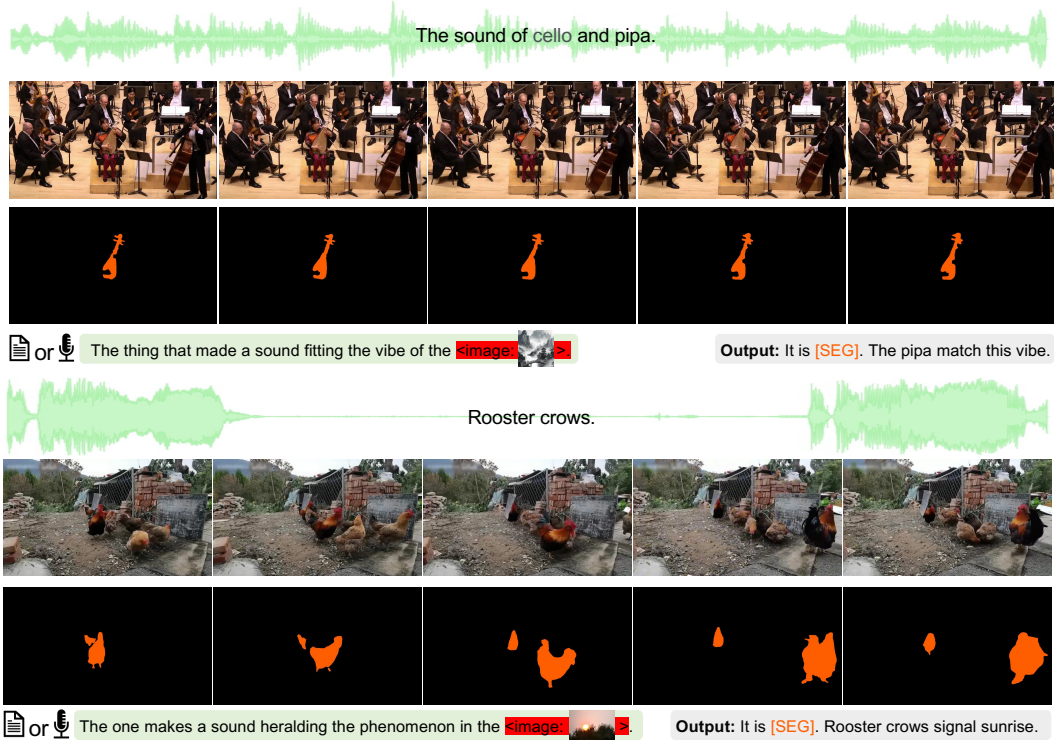 The sound of cello and pipa.
or The thing that made a sound fitting the vibe of the <image: >.
Output: It is [SEG]. The pipa match this vibe.
Rooster crows.
or The one makes a sound heralding the phenomenon in the <image: >.
Output: It is [SEG]. Rooster crows signal sunrise.